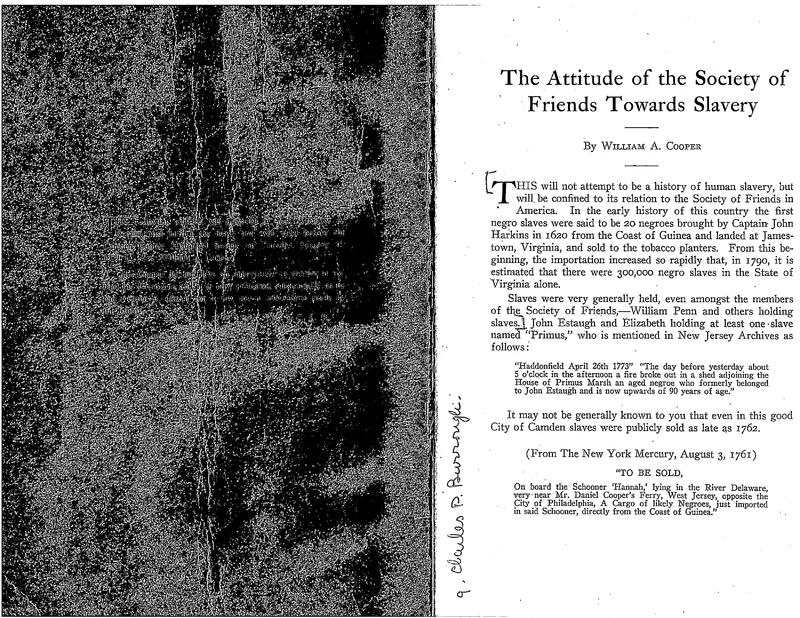 The Attitude of the Society of
Friends Towards Slavery
By WILLIAM A. COOPER
THIS will not attempt to be a history of human slavery, but
will be confined to its relation to the Society of Friends in
America. In the early history of this country the first
negro slaves were said to be 20 negroes brought by Captain John
Harkins in 1620 from the Coast of Guinea and landed at James-
town, Virginia, and sold to the tobacco planters. From this be-
ginning, the importation increased so rapidly that, in 1790, it is
estimated that there were 300,000 negro slaves in the State of
Virginia alone.
Slaves were very generally held, even amongst the members
of the Society of Friends,—William Penn and others holding
slaves.] John Estaugh and Elizabeth holding at least one slave
named "Primus," who is mentioned in New Jersey Archives as
follows:
"Haddonfield April 26th 1773" "The day before yesterday about
5 o'clock in the afternoon a fire broke out in a shed adjoining the
House of Primus Marsh an aged negroe who formerly belonged
to John Estaugh and is now upwards of 90 years of age."
It may not be generally known to you that even in this good
City of Camden slaves were publicly sold as late as 1762.
(From The New York Mercury, August 3, 1761)
"TO BE SOLD,
On board the Schooner 'Hannah,' lying in the River Delaware,
very near Mr. Daniel Cooper's Ferry, West Jersey, opposite the
City of Philadelphia, A Cargo of likely Negroes, just imported
in said Schooner, directly from the Coast of Guinea."
Charles P.